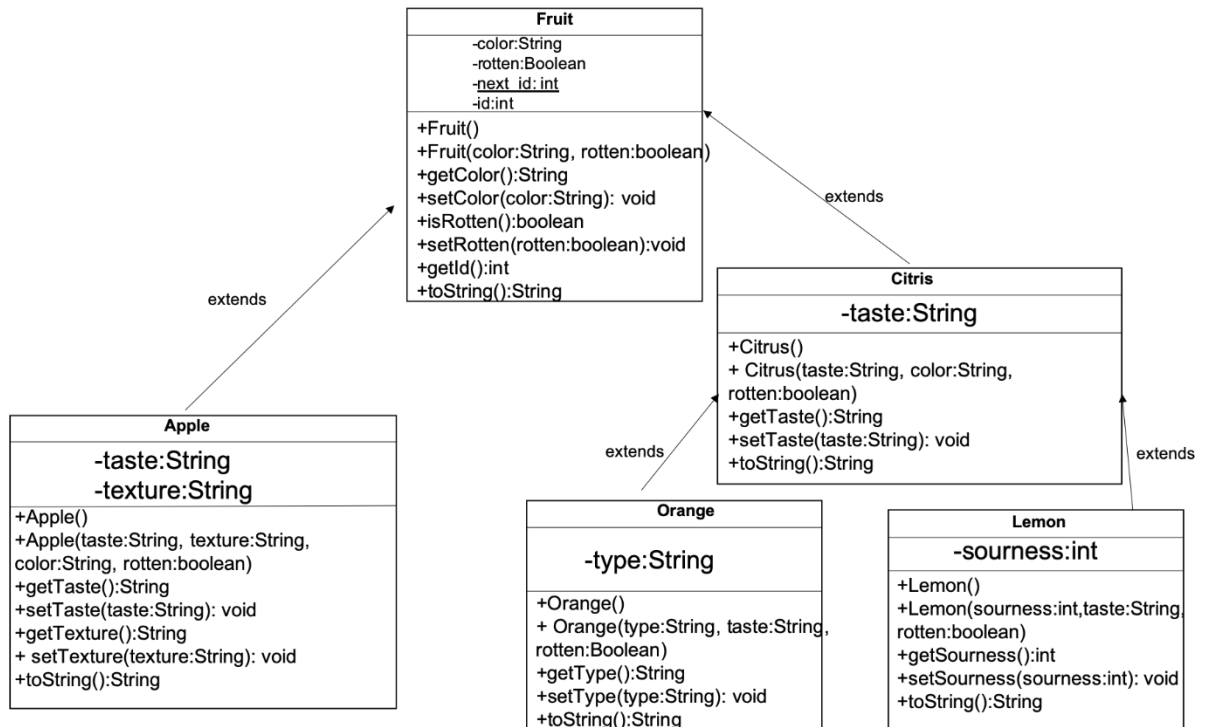 Fruit
-color:String
-rotten:Boolean
-next_id: int
-id:int
+Fruit()
+Fruit(color:String, rotten:boolean)
+getColor():String
+setColor(color:String): void
+isRotten():boolean
+setRotten(rotten:boolean):void
+getId():int
+toString():String
extends
extends
Citris
-taste:String
+Citrus()
+ Citrus(taste:String, color:String,
rotten:boolean)
+getTaste():String
+setTaste(taste:String): void
+toString():String
Apple
-taste:String
-texture:String
+Apple()
+Apple(taste:String, texture:String,
color:String, rotten:boolean)
+getTaste():String
+setTaste(taste:String): void
+getTexture():String
+ setTexture(texture:String): void
+toString():String
extends
extends
Orange
-type:String
+Orange()
+ Orange(type:String, taste:String,
rotten:Boolean)
+getType():String
+setType(type:String): void
+toString():String
Lemon
-sourness:int
+Lemon()
+Lemon(sourness:int,taste:String,
rotten:boolean)
+getSourness():int
+setSourness(sourness:int): void
+toString():String